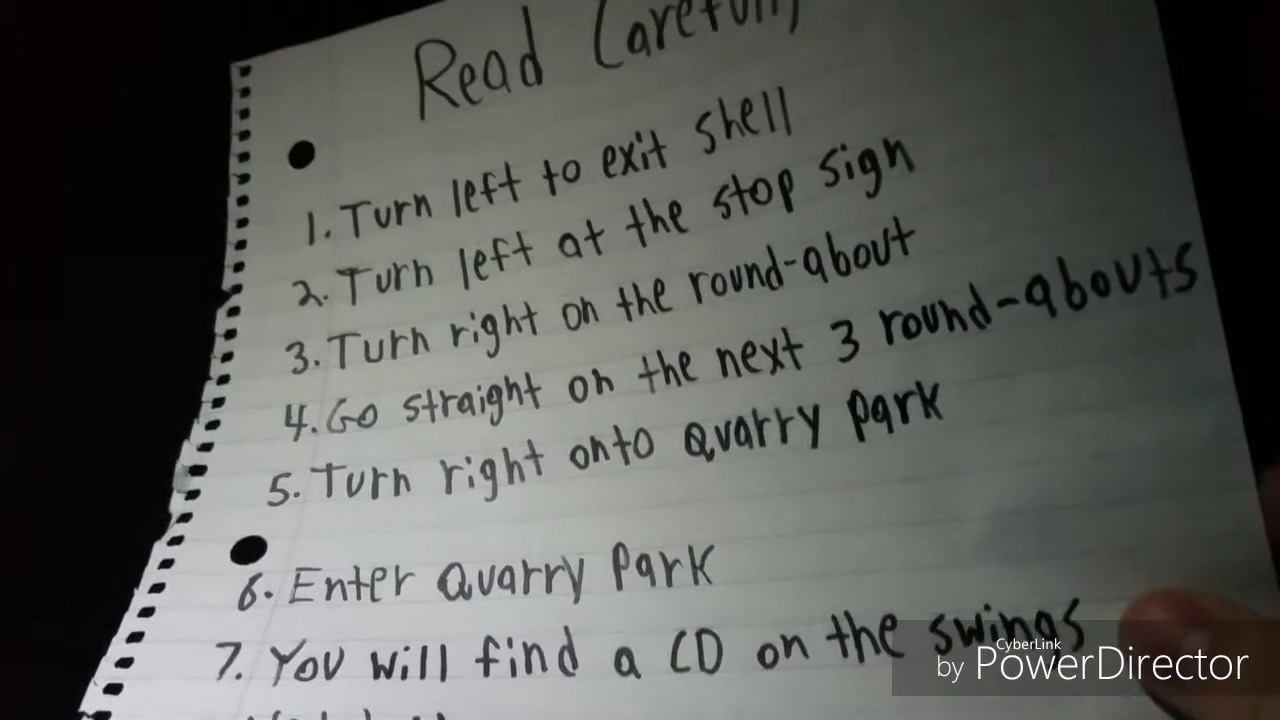 Read Carefully
1. Turn left to exit shell
2. Turn left at the stop sign
3. Turn right on the round-about
4. Go straight on the next 3 round-abouts
5. Turn right onto Quarry Park
6. Enter Quarry Park
7. You will find a CD on the swings
CyberLink
by PowerDirector